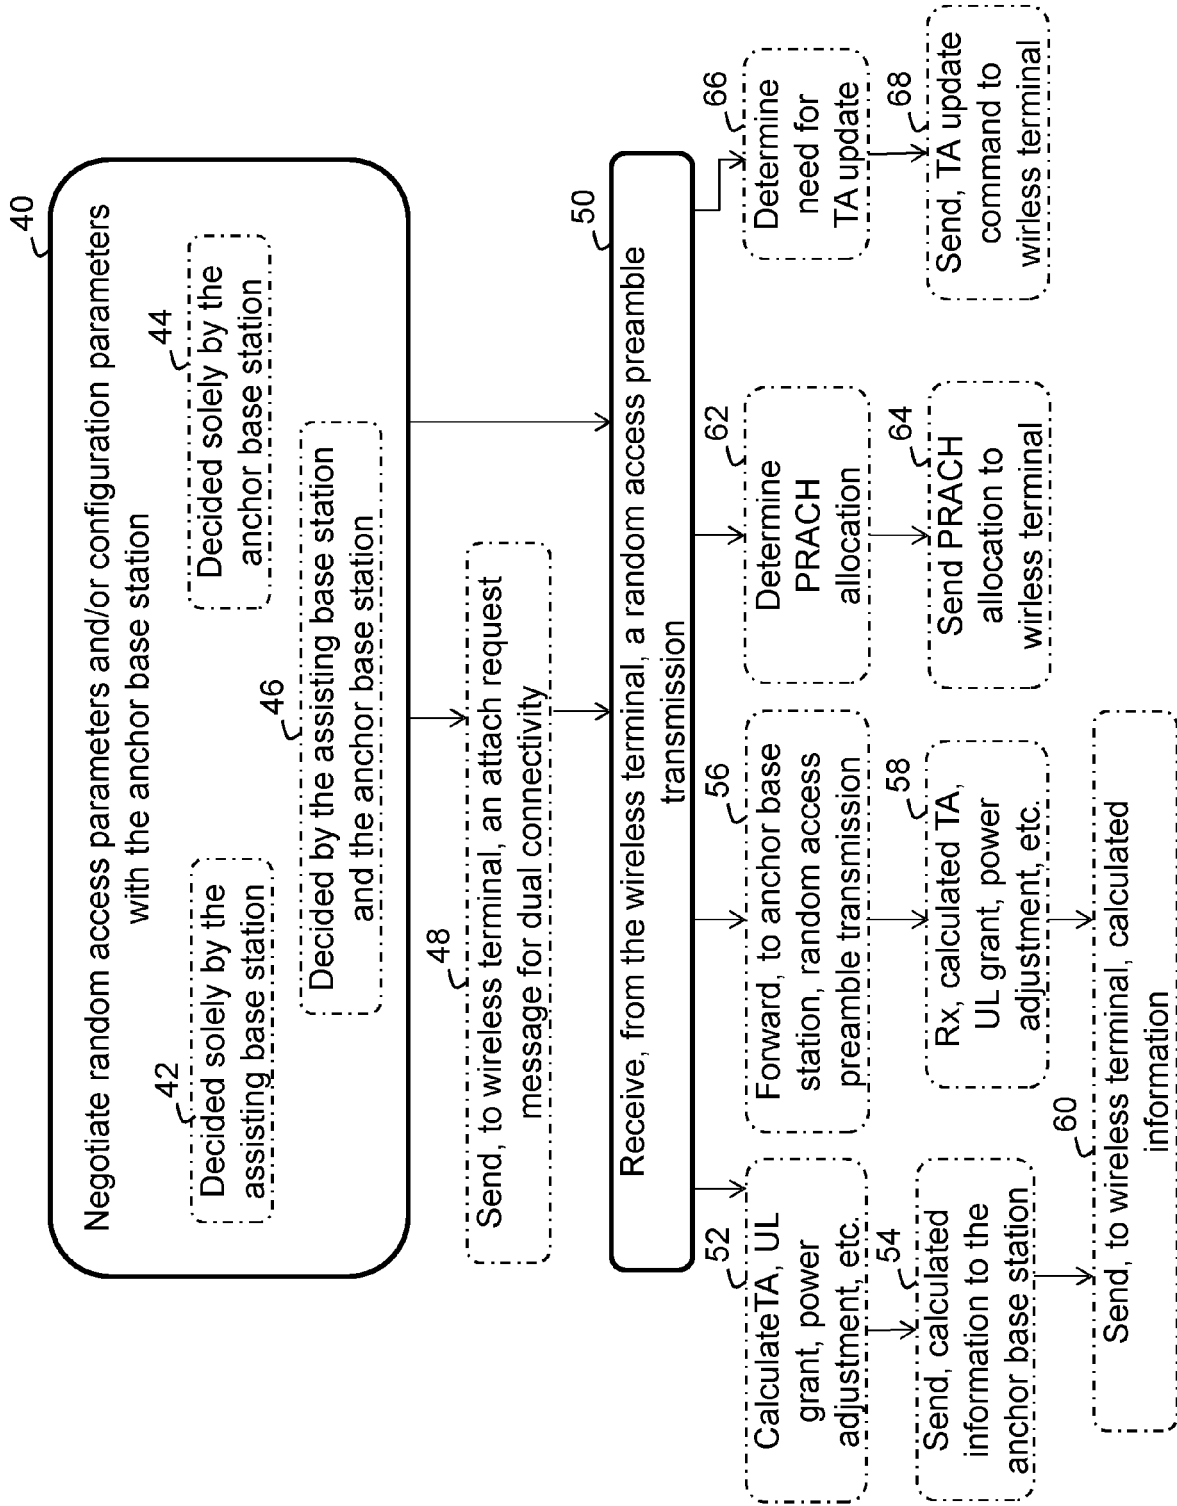 40
Negotiate random access parameters and/or configuration parameters
with the anchor base station
42
Decided solely by the
assisting base station
44
Decided solely by the
anchor base station
46
Decided by the assisting base station
and the anchor base station
48
Send, to wireless terminal, an attach request
message for dual connectivity
50
Receive, from the wireless terminal, a random access preamble
transmission
52
CalculateTA, UL
grant, power
adjustment, etc.
54
Send, calculated
information to the
anchor base station
56
Forward, to anchor base
station, random access
preamble transmission
58
Rx, calculated TA,
UL grant, power
adjustment, etc.
60
Send, to wireless terminal, calculated
information
62
Determine
PRACH
allocation
64
Send PRACH
allocation to
wirless terminal
66
Determine
need for
TA update
68
Send, TA update
command to
wirless terminal